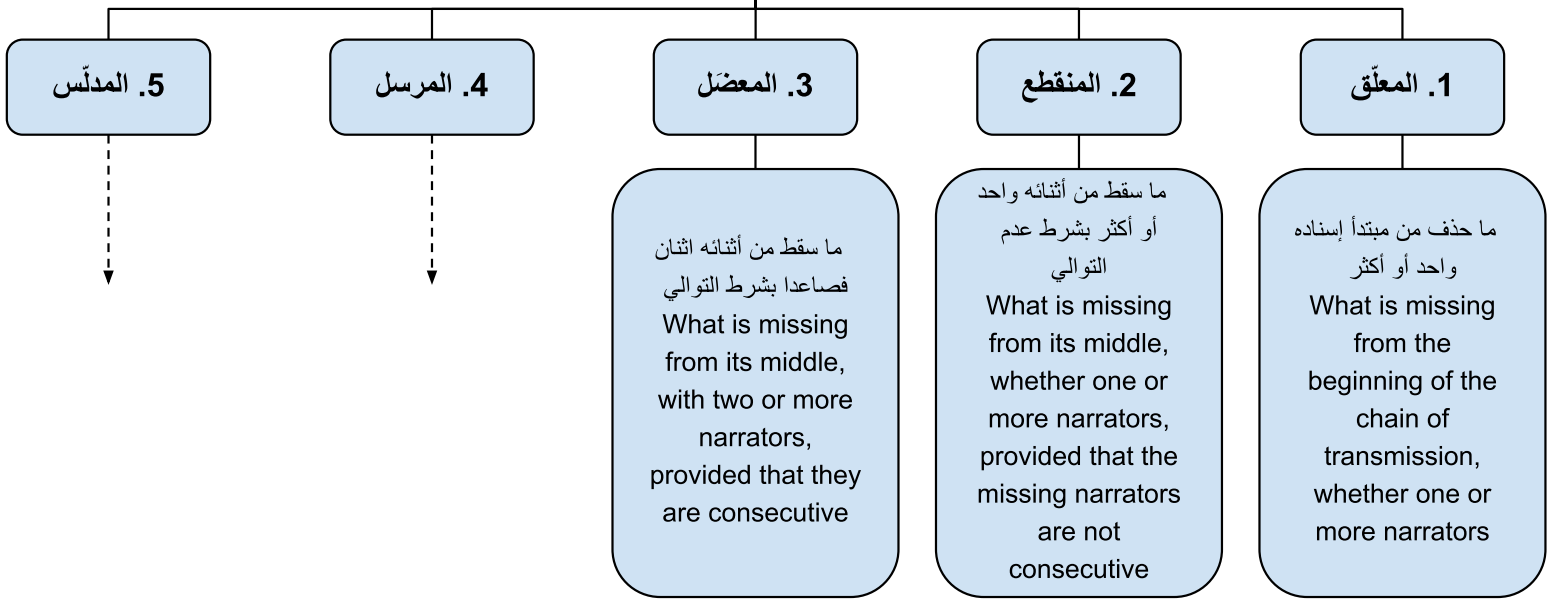 1. المعلّق
2. المنقطع
3. المعضَل
4. المرسل
5. المدلّس
ما حذف من مبتدأ إسناده
واحد أو أكثر
What is missing
from the
beginning of the
chain of
transmission,
whether one or
more narrators
ما سقط من أثنائه واحد
أو أكثر بشرط عدم
التوالي
What is missing
from its middle,
whether one or
more narrators,
provided that the
missing narrators
are not
consecutive
ما سقط من أثنائه اثنان
فصاعدا بشرط التوالي
What is missing
from its middle,
with two or more
narrators,
provided that they
are consecutive